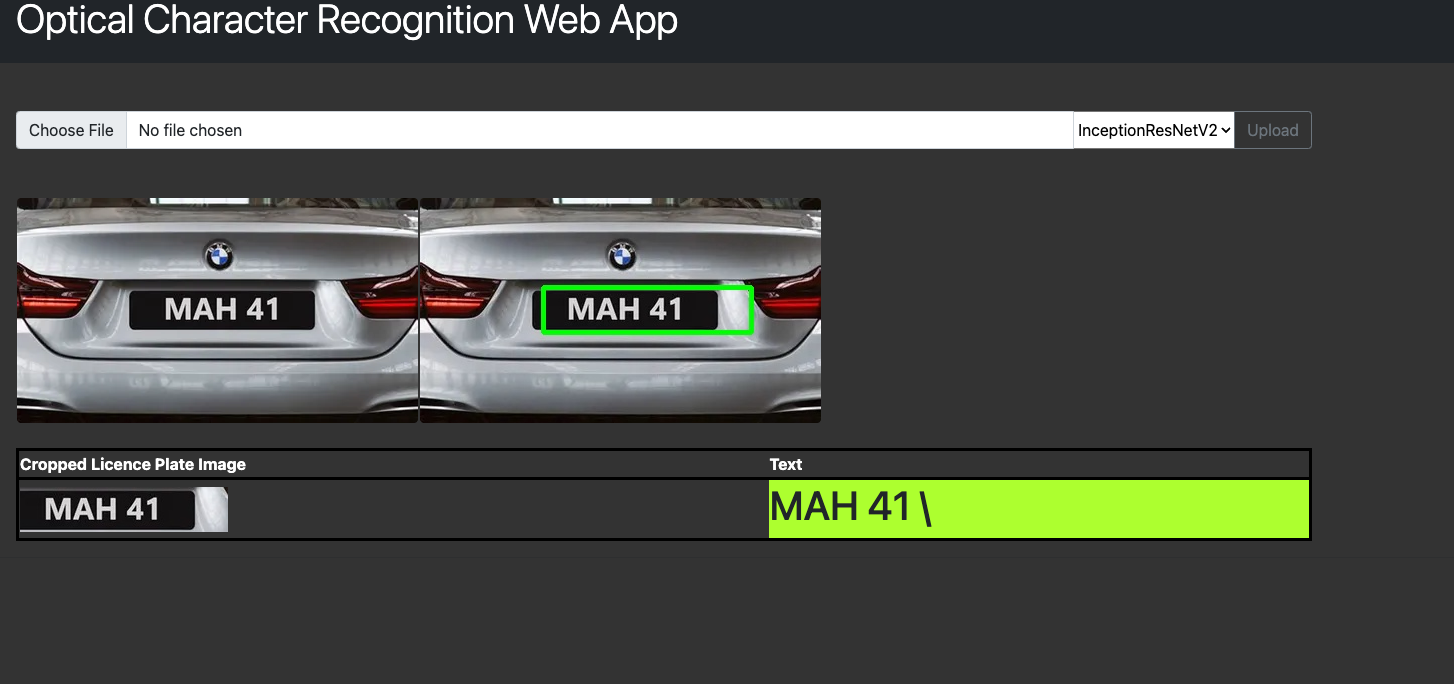 Optical Character Recognition Web App
Choose File No file chosen InceptionResNetV2 Upload
MAH 41 MAH 41
Cropped Licence Plate Image Text
MAH 41 MAH 41 \